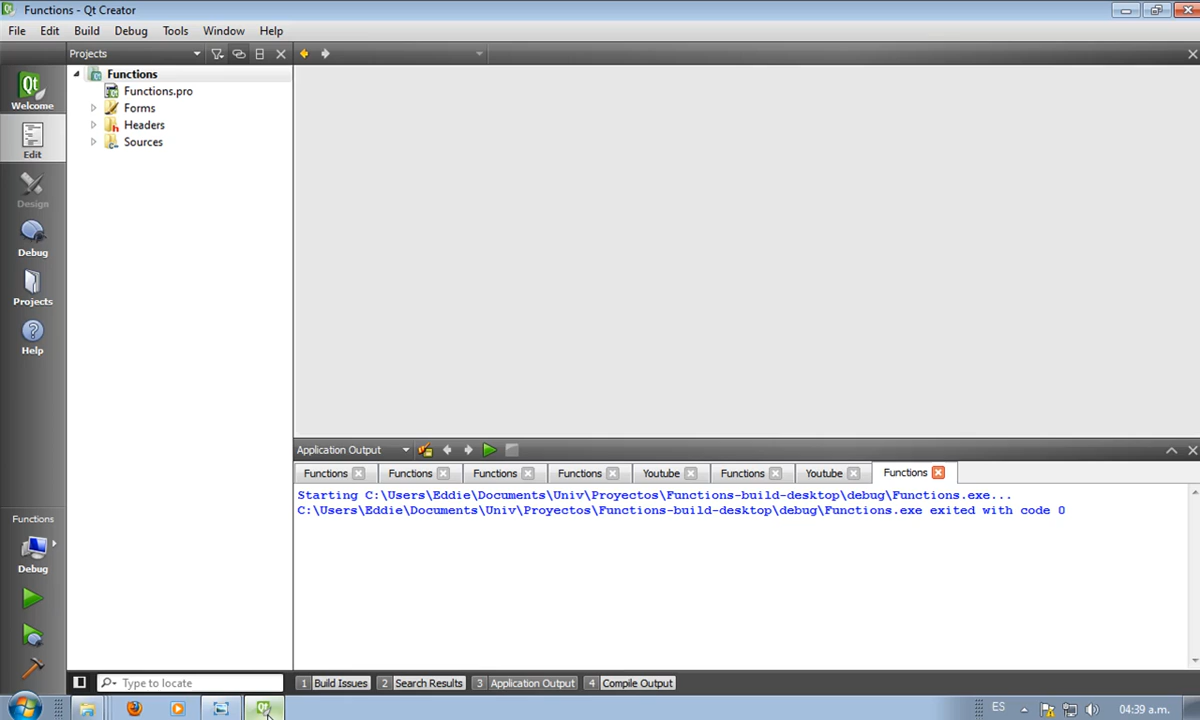 Functions - Qt Creator
File Edit Build Debug Tools Window Help
Projects
Functions
Functions.pro
Forms
Headers
Sources
Qt
Welcome
Edit
Design
Debug
Projects
Help
Functions
Debug
Application Output
Functions Functions Functions Functions Youtube Functions Youtube Functions
Starting C:\Users\Eddie\Documents\Univ\Proyectos\Functions-build-desktop\debug\Functions.exe...
C:\Users\Eddie\Documents\Univ\Proyectos\Functions-build-desktop\debug\Functions.exe exited with code 0
Type to locate
1 Build Issues 2 Search Results 3 Application Output 4 Compile Output
ES 04:39 a.m.